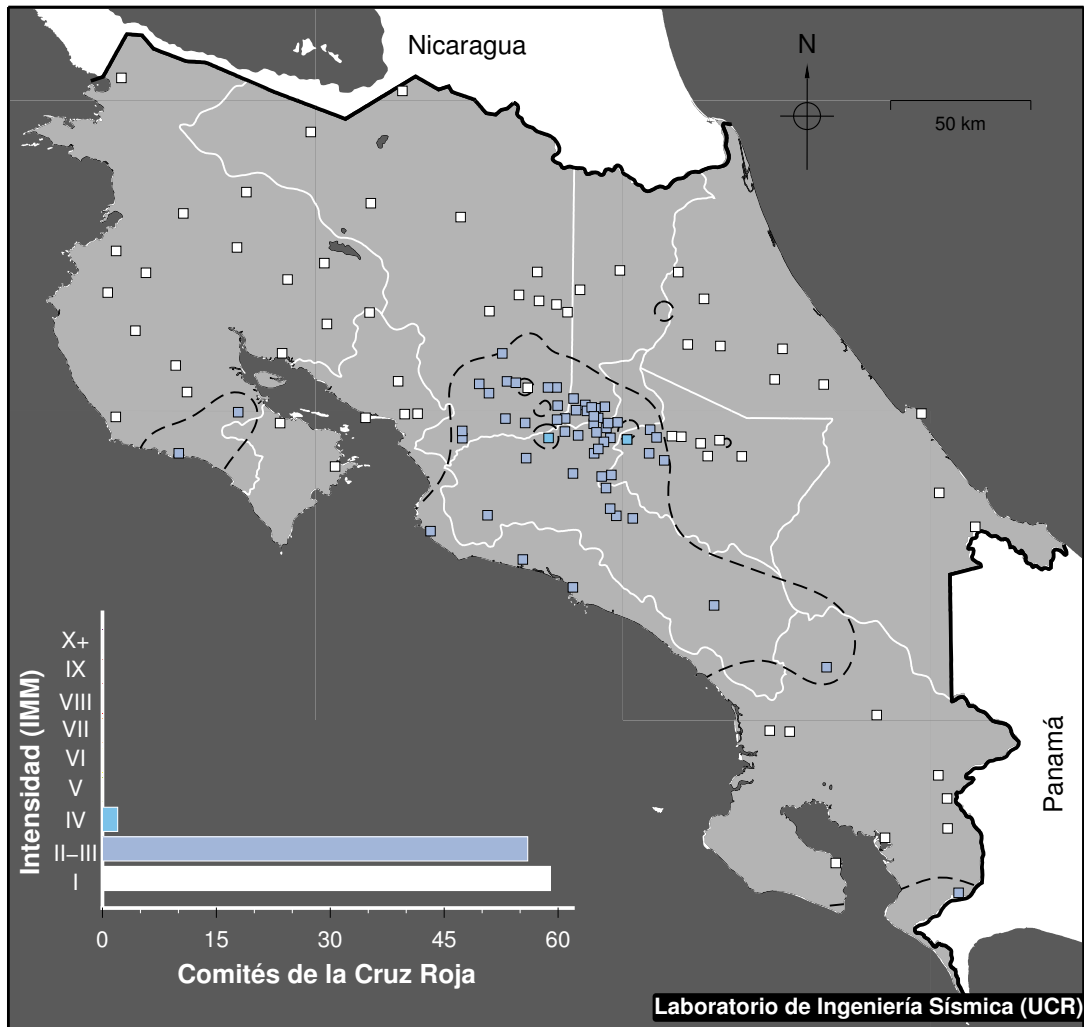 Nicaragua
N
50 km
Panamá
Intensidad (IMM)
X+
IX
VIII
VII
VI
V
IV
II–III
I
0 15 30 45 60
Comités de la Cruz Roja
Laboratorio de Ingeniería Sísmica (UCR)